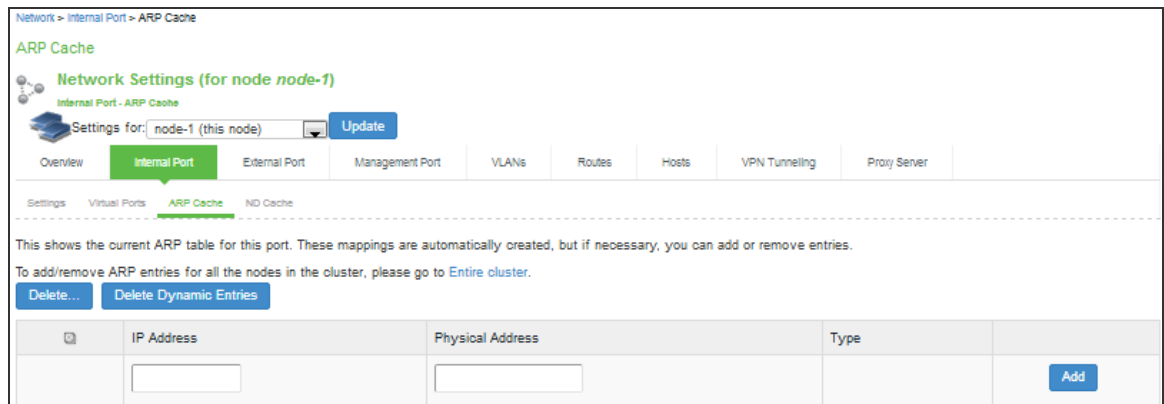 Network > Internal Port > ARP Cache
ARP Cache
Network Settings (for node node-1)
Internal Port - ARP Cache
Settings for: node-1 (this node) Update
Overview Internal Port External Port Management Port VLANs Routes Hosts VPN Tunneling Proxy Server
Settings Virtual Ports ARP Cache ND Cache
This shows the current ARP table for this port. These mappings are automatically created, but if necessary, you can add or remove entries.
To add/remove ARP entries for all the nodes in the cluster, please go to Entire cluster.
Delete... Delete Dynamic Entries
IP Address Physical Address Type
Add